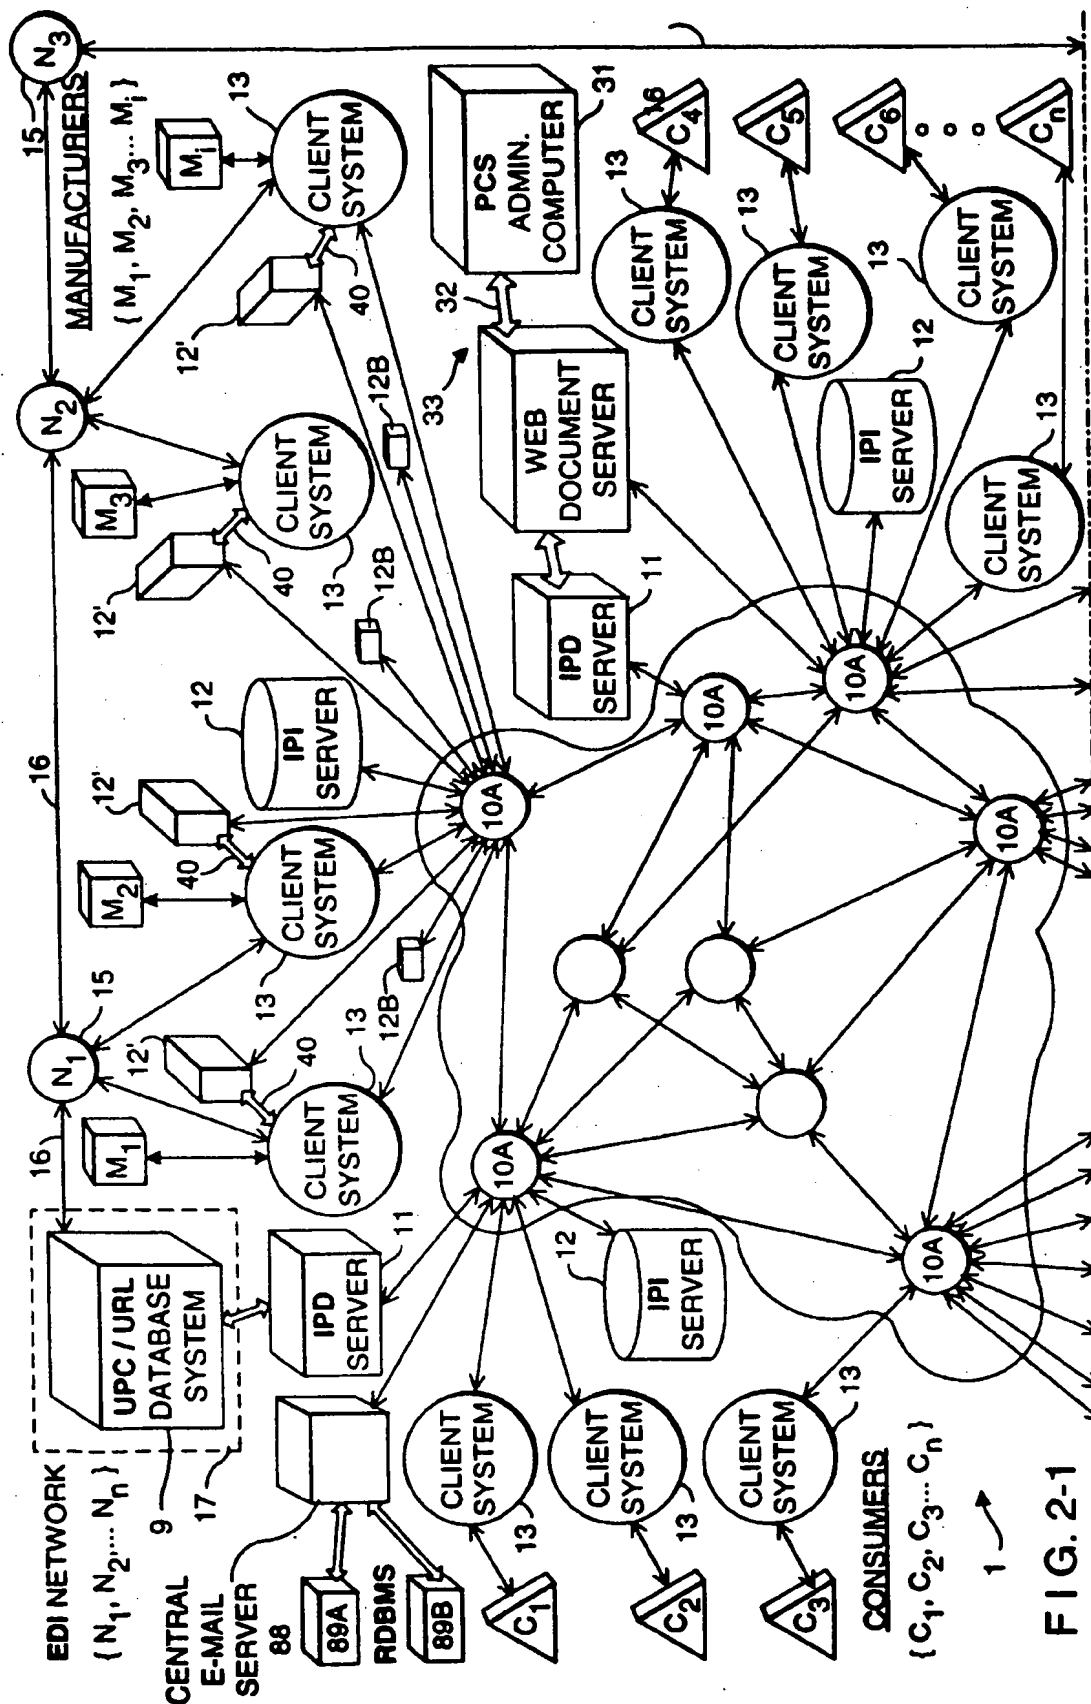 EDI NETWORK
{ N1, N2,... Nn }
9
17
UPC / URL
DATABASE
SYSTEM
16
N1
15
16
N2
15
N3
MANUFACTURERS
{ M1, M2, M3... Mi }
M1
12'
40
CLIENT
SYSTEM
13
M2
12'
40
CLIENT
SYSTEM
13
12
IPI
SERVER
M3
12'
40
CLIENT
SYSTEM
13
Mi
13
12'
40
CLIENT
SYSTEM
12B
12B
12B
CENTRAL
E-MAIL
SERVER
88
89A
RDBMS
89B
IPD
SERVER
11
10A
10A
10A
10A
10A
10A
33
32
IPD
SERVER
11
WEB
DOCUMENT
SERVER
PCS
ADMIN.
COMPUTER
31
C1
CLIENT
SYSTEM
13
C2
CLIENT
SYSTEM
13
C3
CLIENT
SYSTEM
13
12
IPI
SERVER
13
CLIENT
SYSTEM
16
C4
13
CLIENT
SYSTEM
C5
13
CLIENT
SYSTEM
C6
12
IPI
SERVER
13
CLIENT
SYSTEM
Cn
CONSUMERS
{ C1, C2, C3... Cn }
1
FIG. 2-1